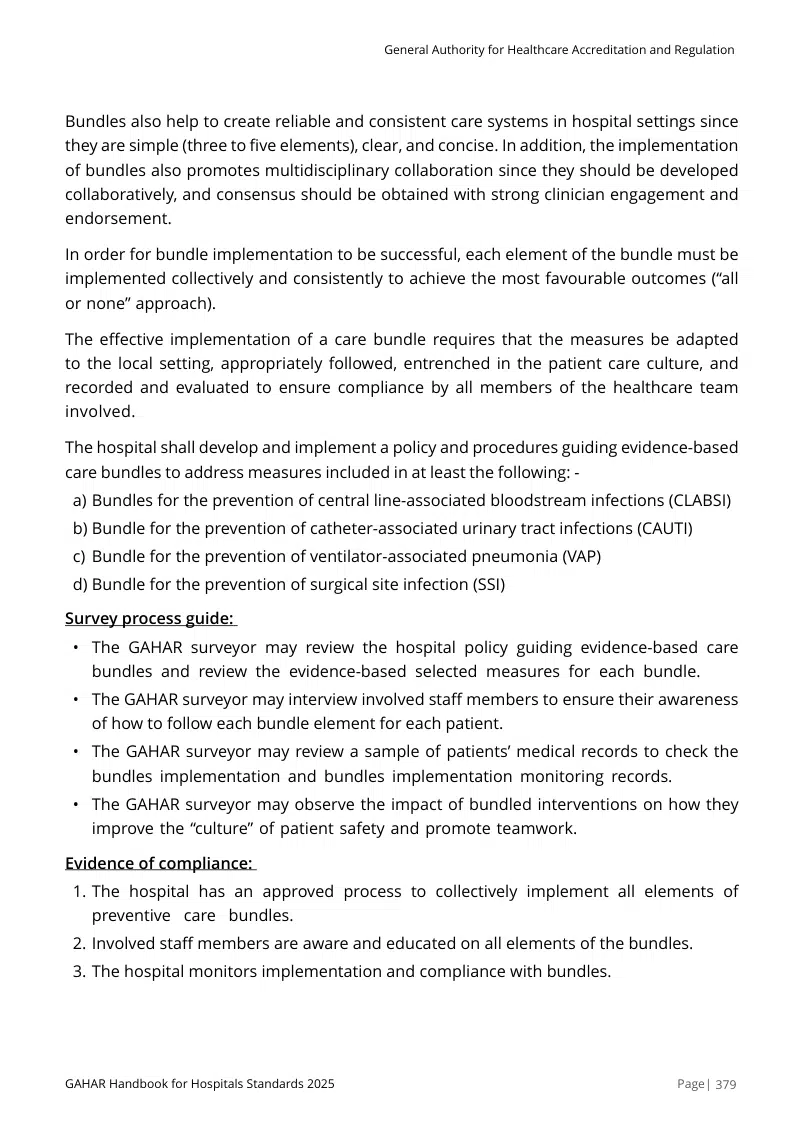 General Authority for Healthcare Accreditation and Regulation
Bundles also help to create reliable and consistent care systems in hospital settings since
they are simple (three to five elements), clear, and concise. In addition, the implementation
of bundles also promotes multidisciplinary collaboration since they should be developed
collaboratively, and consensus should be obtained with strong clinician engagement and
endorsement.
In order for bundle implementation to be successful, each element of the bundle must be
implemented collectively and consistently to achieve the most favourable outcomes (“all
or none” approach).
The effective implementation of a care bundle requires that the measures be adapted
to the local setting, appropriately followed, entrenched in the patient care culture, and
recorded and evaluated to ensure compliance by all members of the healthcare team
involved.
The hospital shall develop and implement a policy and procedures guiding evidence-based
care bundles to address measures included in at least the following: -
a) Bundles for the prevention of central line-associated bloodstream infections (CLABSI)
b) Bundle for the prevention of catheter-associated urinary tract infections (CAUTI)
c) Bundle for the prevention of ventilator-associated pneumonia (VAP)
d) Bundle for the prevention of surgical site infection (SSI)
Survey process guide:
• The GAHAR surveyor may review the hospital policy guiding evidence-based care
bundles and review the evidence-based selected measures for each bundle.
• The GAHAR surveyor may interview involved staff members to ensure their awareness
of how to follow each bundle element for each patient.
• The GAHAR surveyor may review a sample of patients’ medical records to check the
bundles implementation and bundles implementation monitoring records.
• The GAHAR surveyor may observe the impact of bundled interventions on how they
improve the “culture” of patient safety and promote teamwork.
Evidence of compliance:
1. The hospital has an approved process to collectively implement all elements of
preventive care bundles.
2. Involved staff members are aware and educated on all elements of the bundles.
3. The hospital monitors implementation and compliance with bundles.
GAHAR Handbook for Hospitals Standards 2025
Page| 379